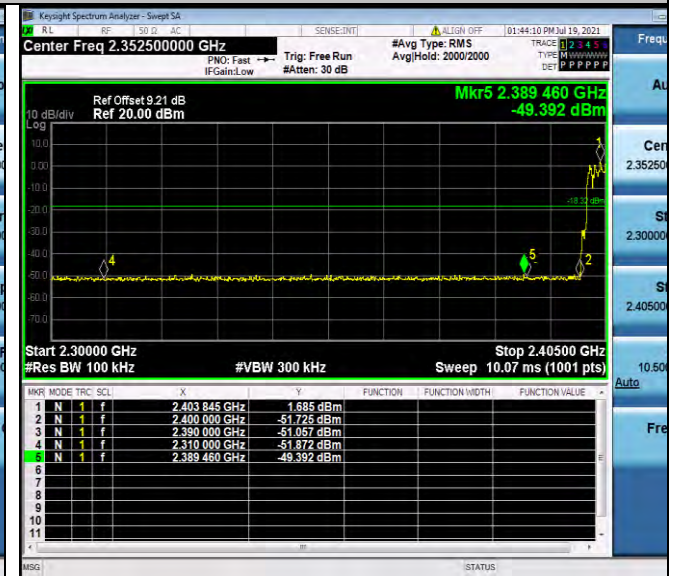 Keysight Spectrum Analyzer - Swept SA
RL RF 50 Ω AC SENSE:INT ALIGN OFF 01:44:10 PM Jul 19, 2021
Center Freq 2.352500000 GHz
#Avg Type: RMS
TRACE 1 2 3 4 5 6
PNO: Fast
Trig: Free Run
Avg|Hold: 2000/2000
TYPE M WWWWW
IFGain:Low
#Atten: 30 dB
DET P P P P P P
Mkr5 2.389 460 GHz
-49.392 dBm
Ref Offset 9.21 dB
10 dB/div Ref 20.00 dBm
Log
10.0
0.00
-10.0
-20.0
-30.0
-40.0
-50.0
-60.0
-70.0
1
-18.32 dBm
4
5
2
Start 2.30000 GHz
Stop 2.40500 GHz
#Res BW 100 kHz
#VBW 300 kHz
Sweep 10.07 ms (1001 pts)
MKR MODE TRC SCL X Y FUNCTION FUNCTION WIDTH FUNCTION VALUE
1 N 1 f 2.403 845 GHz 1.685 dBm
2 N 1 f 2.400 000 GHz -51.725 dBm
3 N 1 f 2.390 000 GHz -51.057 dBm
4 N 1 f 2.310 000 GHz -51.872 dBm
5 N 1 f 2.389 460 GHz -49.392 dBm
6
7
8
9
10
11
MSG
STATUS
Frequ
Au
Cen
2.35250
St
2.30000
St
2.40500
10.500
Auto
Fre